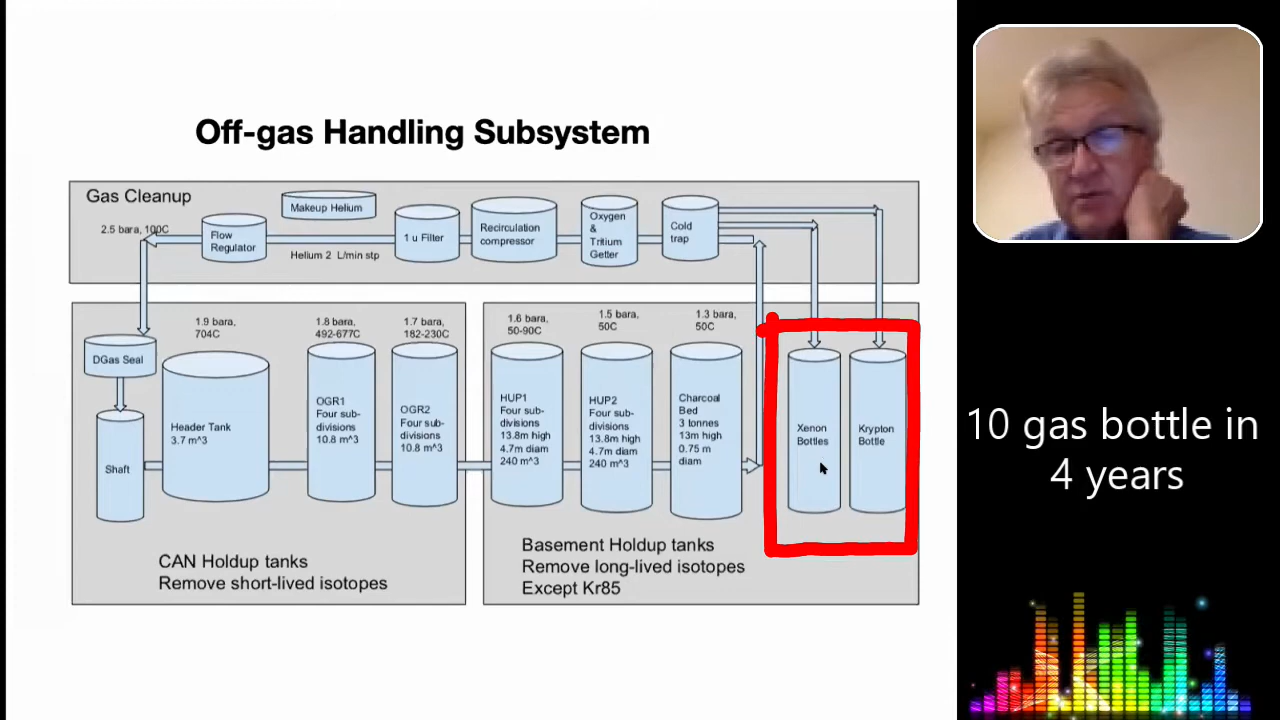 Off-gas Handling Subsystem
Gas Cleanup
Makeup Helium
2.5 bara, 100C
Flow
Regulator
Helium 2 L/min stp
1 u Filter
Recirculation
compressor
Oxygen
&
Tritium
Getter
Cold
trap
DGas Seal
Shaft
1.9 bara,
704C
Header Tank
3.7 m^3
1.8 bara,
492-677C
OGR1
Four sub-
divisions
10.8 m^3
1.7 bara,
182-230C
OGR2
Four sub-
divisions
10.8 m^3
CAN Holdup tanks
Remove short-lived isotopes
1.6 bara,
50-90C
HUP1
Four sub-
divisions
13.8m high
4.7m diam
240 m^3
1.5 bara,
50C
HUP2
Four sub-
divisions
13.8m high
4.7m diam
240 m^3
1.3 bara,
50C
Charcoal
Bed
3 tonnes
13m high
0.75 m
diam
Xenon
Bottles
Krypton
Bottle
Basement Holdup tanks
Remove long-lived isotopes
Except Kr85
10 gas bottle in
4 years